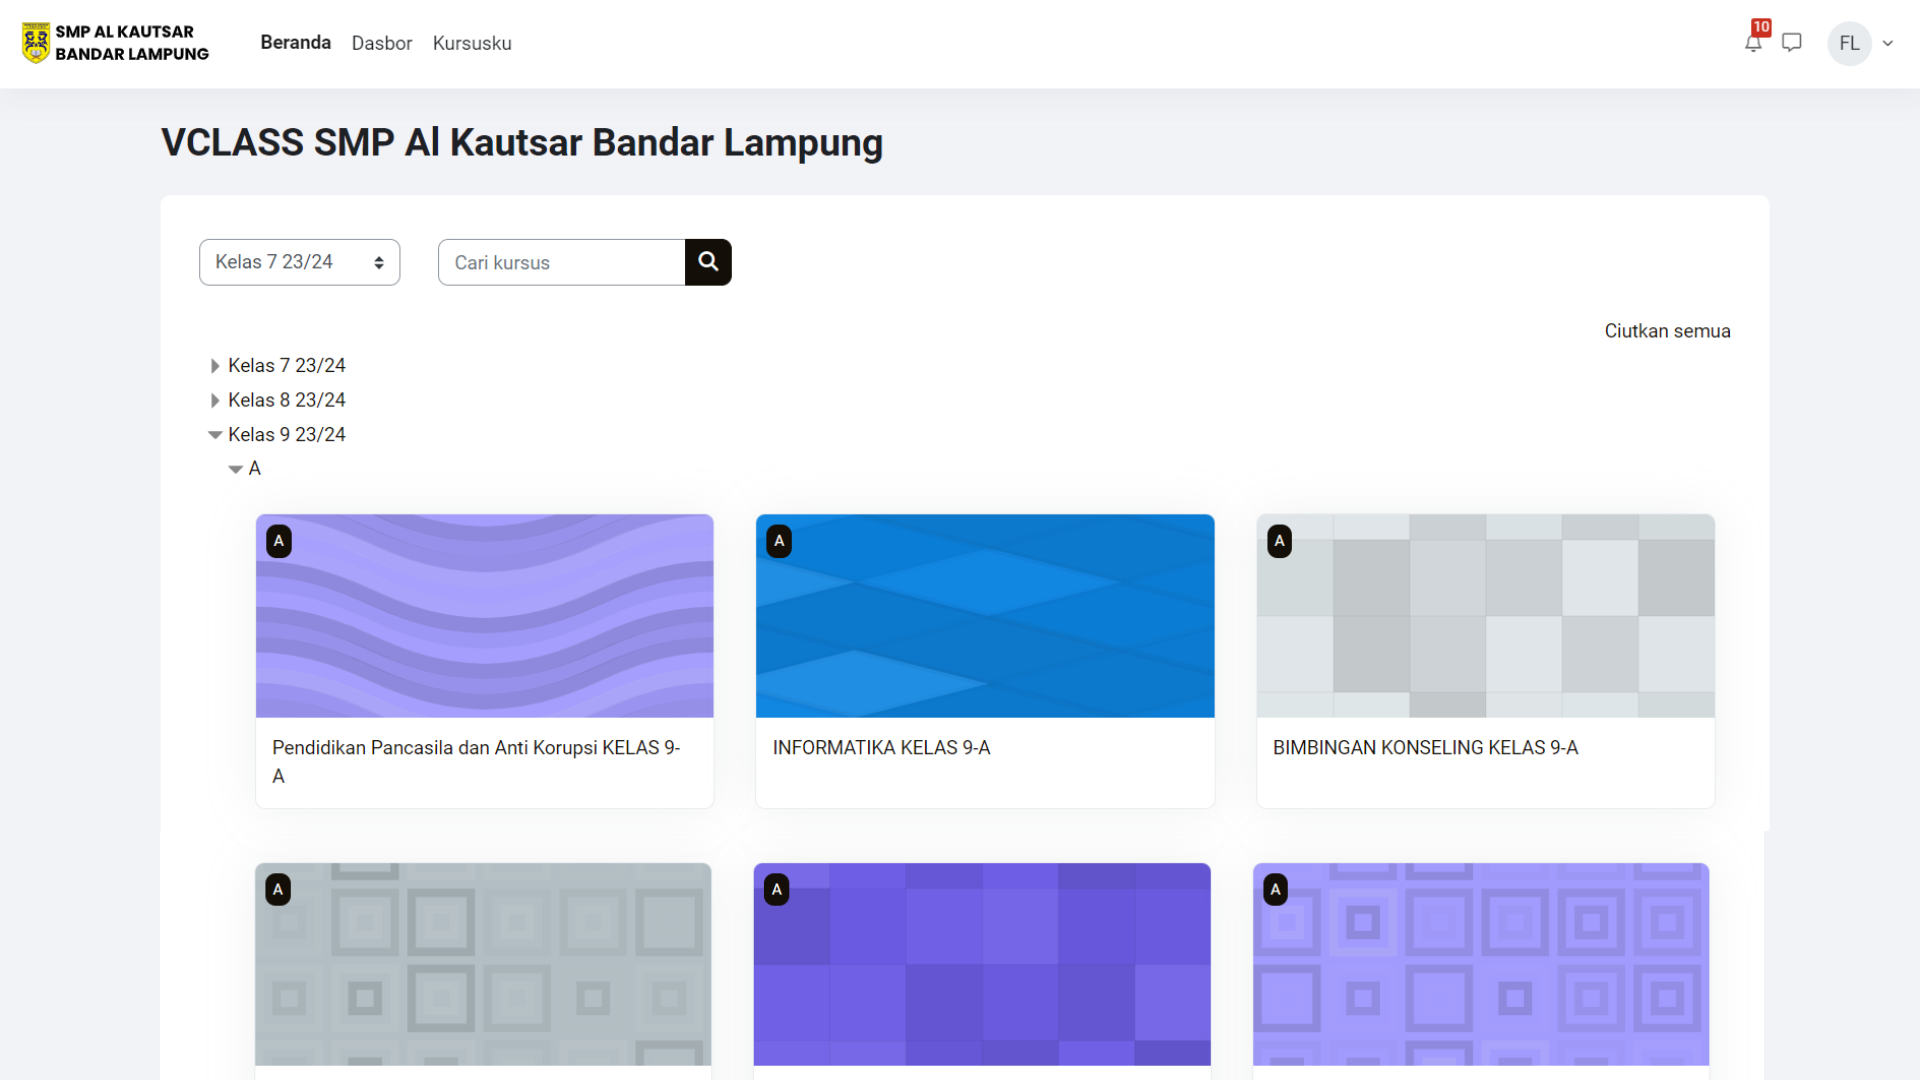 SMP AL KAUTSAR
BANDAR LAMPUNG
Beranda
Dasbor
Kursusku
10
FL
VCLASS SMP Al Kautsar Bandar Lampung
Kelas 7 23/24
Cari kursus
Ciutkan semua
Kelas 7 23/24
Kelas 8 23/24
Kelas 9 23/24
A
A
A
A
Pendidikan Pancasila dan Anti Korupsi KELAS 9-
A
INFORMATIKA KELAS 9-A
BIMBINGAN KONSELING KELAS 9-A
A
A
A